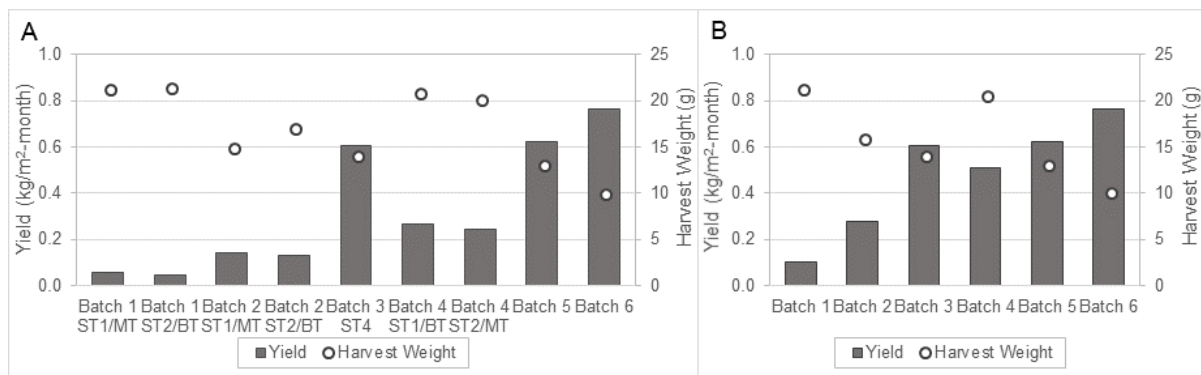 A
Yield (kg/m²-month)
1.0
0.8
0.6
0.4
0.2
0.0
25
20
15
10
5
0
Harvest Weight (g)
Batch 1 Batch 1 Batch 2 Batch 2 Batch 3 Batch 4 Batch 4 Batch 5 Batch 6
ST1/MT ST2/BT ST1/MT ST2/BT ST4 ST1/BT ST2/MT
Yield Harvest Weight
B
Yield (kg/m²-month)
1.0
0.8
0.6
0.4
0.2
0.0
25
20
15
10
5
0
Harvest Weight (g)
Batch 1 Batch 2 Batch 3 Batch 4 Batch 5 Batch 6
Yield Harvest Weight